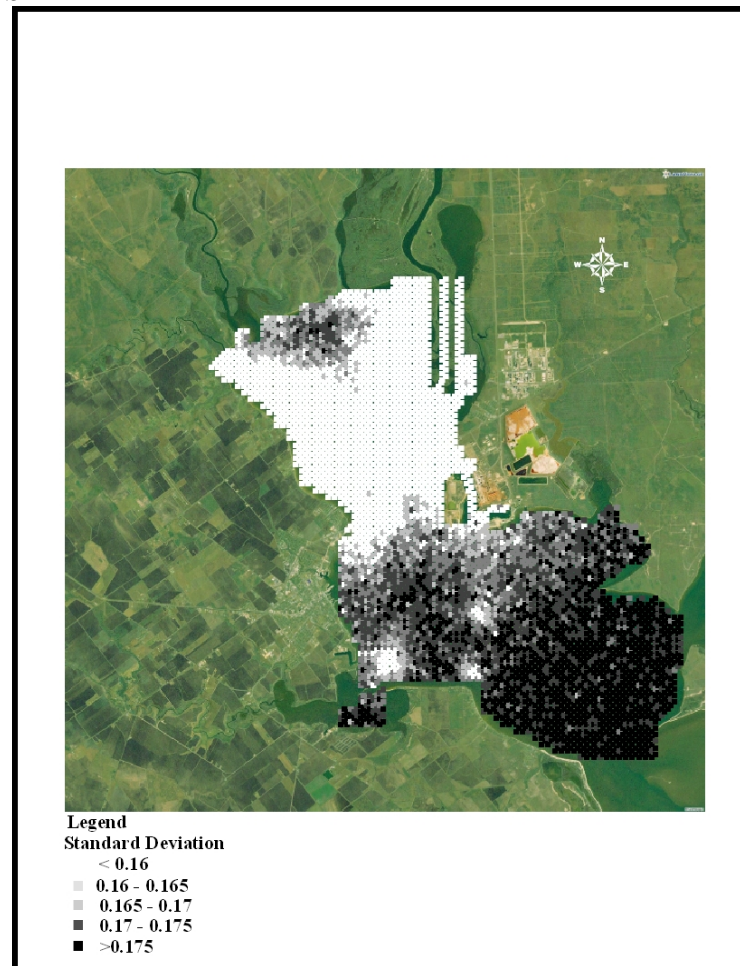 N
W E
S
Legend
Standard Deviation
< 0.16
0.16 - 0.165
0.165 - 0.17
0.17 - 0.175
>0.175